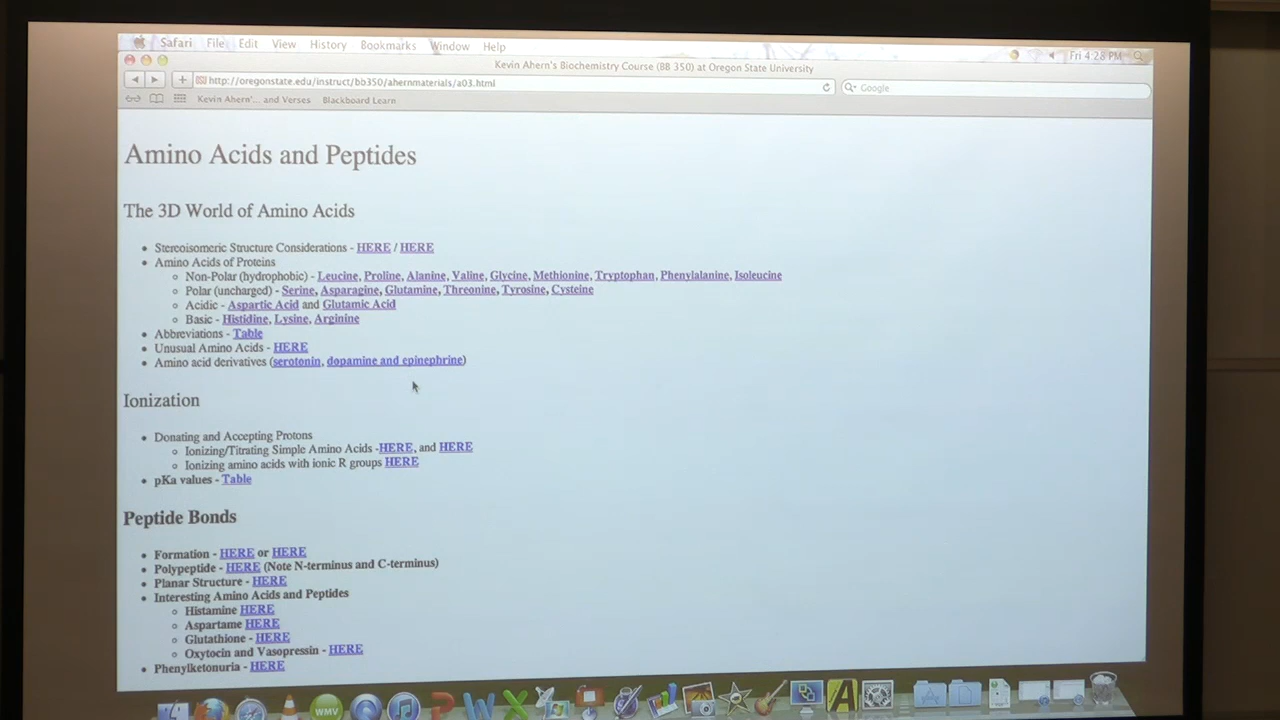 Safari File Edit View History Bookmarks Window Help Fri 4:28 PM
Kevin Ahern's Biochemistry Course (BB 350) at Oregon State University
http://oregonstate.edu/instruct/bb350/ahernmaterials/a03.html Google
Kevin Ahern'... and Verses Blackboard Learn
Amino Acids and Peptides
The 3D World of Amino Acids
Stereoisomeric Structure Considerations - HERE / HERE
Amino Acids of Proteins
Non-Polar (hydrophobic) - Leucine, Proline, Alanine, Valine, Glycine, Methionine, Tryptophan, Phenylalanine, Isoleucine
Polar (uncharged) - Serine, Asparagine, Glutamine, Threonine, Tyrosine, Cysteine
Acidic - Aspartic Acid and Glutamic Acid
Basic - Histidine, Lysine, Arginine
Abbreviations - Table
Unusual Amino Acids - HERE
Amino acid derivatives (serotonin, dopamine and epinephrine)
Ionization
Donating and Accepting Protons
Ionizing/Titrating Simple Amino Acids -HERE, and HERE
Ionizing amino acids with ionic R groups HERE
pKa values - Table
Peptide Bonds
Formation - HERE or HERE
Polypeptide - HERE (Note N-terminus and C-terminus)
Planar Structure - HERE
Interesting Amino Acids and Peptides
Histamine HERE
Aspartame HERE
Glutathione - HERE
Oxytocin and Vasopressin - HERE
Phenylketonuria - HERE
WMV